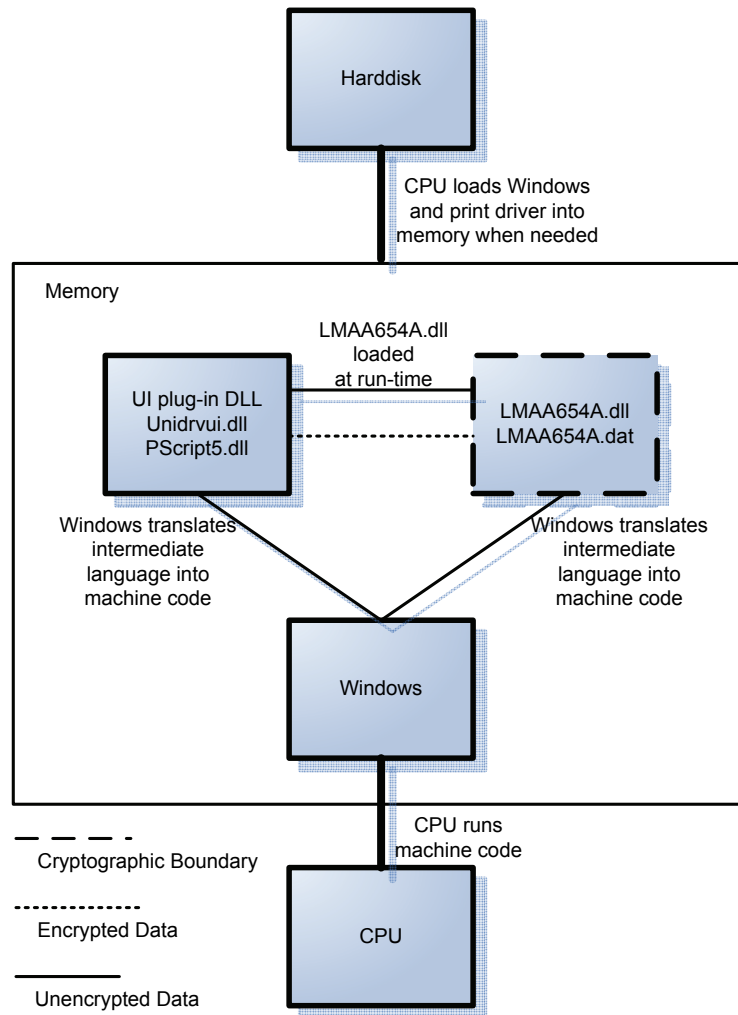 Harddisk
CPU loads Windows
and print driver into
memory when needed
Memory
LMAA654A.dll
loaded
at run-time
UI plug-in DLL
Unidrvui.dll
PScript5.dll
LMAA654A.dll
LMAA654A.dat
Windows translates
intermediate
language into
machine code
Windows translates
intermediate
language into
machine code
Windows
CPU runs
machine code
Cryptographic Boundary
CPU
Encrypted Data
Unencrypted Data